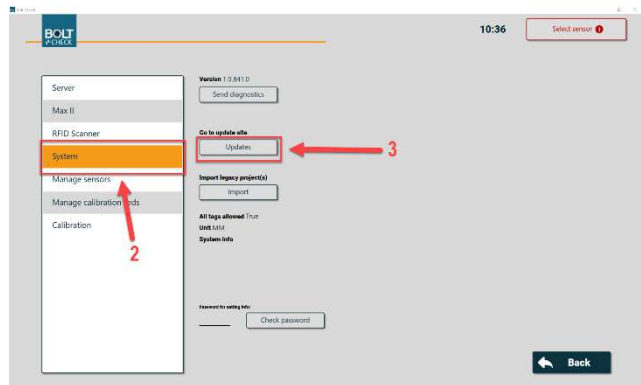 BOLT
CHECK
10:36
Select sensor
Server
Max II
RFID Scanner
System
Manage sensors
Manage calibration rods
Calibration
2
Version 1.0.841.0
Send diagnostics
Go to update site
Updates
3
Import legacy project(s)
Import
All tags allowed True
Unit MM
System info
Password for setting info:
Check password
Back